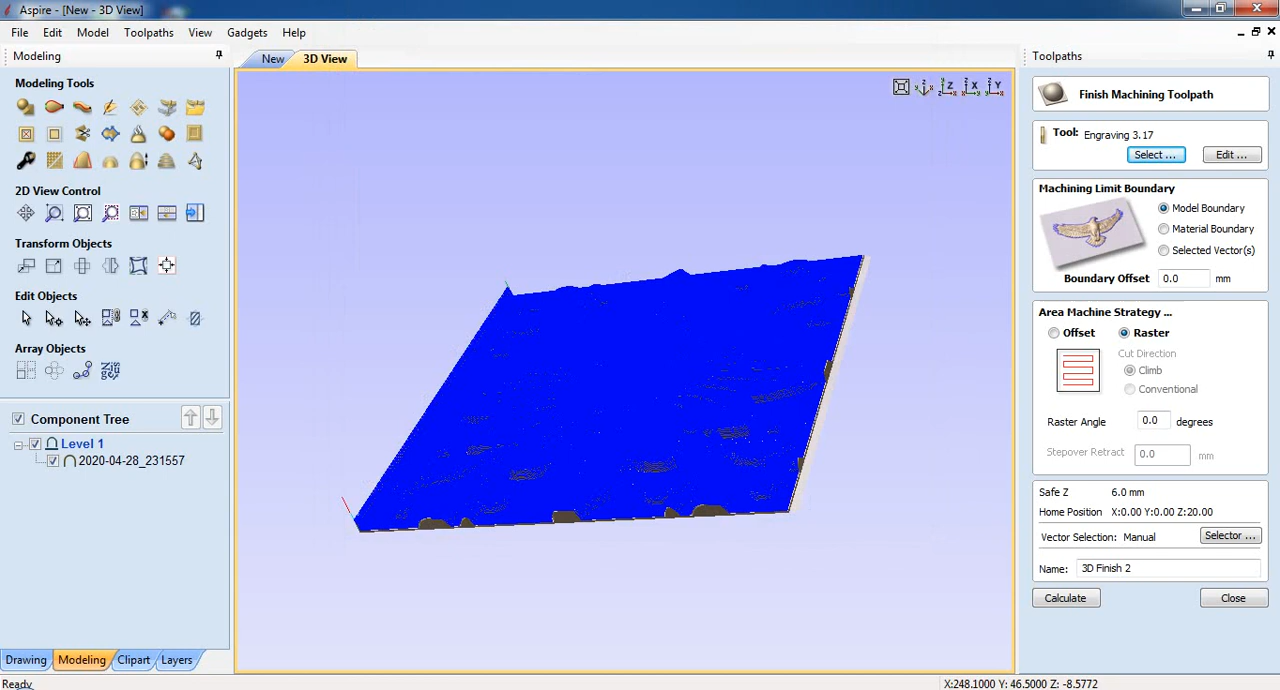 Aspire - [New - 3D View]
File Edit Model Toolpaths View Gadgets Help
Modeling
Modeling Tools
2D View Control
Transform Objects
Edit Objects
Array Objects
Component Tree
Level 1
2020-04-28_231557
Drawing Modeling Clipart Layers
Ready
New 3D View
Toolpaths
Finish Machining Toolpath
Tool: Engraving 3.17
Select ... Edit ...
Machining Limit Boundary
Model Boundary
Material Boundary
Selected Vector(s)
Boundary Offset 0.0 mm
Area Machine Strategy ...
Offset Raster
Cut Direction
Climb
Conventional
Raster Angle 0.0 degrees
Stepover Retract 0.0 mm
Safe Z 6.0 mm
Home Position X:0.00 Y:0.00 Z:20.00
Vector Selection: Manual Selector ...
Name: 3D Finish 2
Calculate Close
X:248.1000 Y: 46.5000 Z: -8.5772